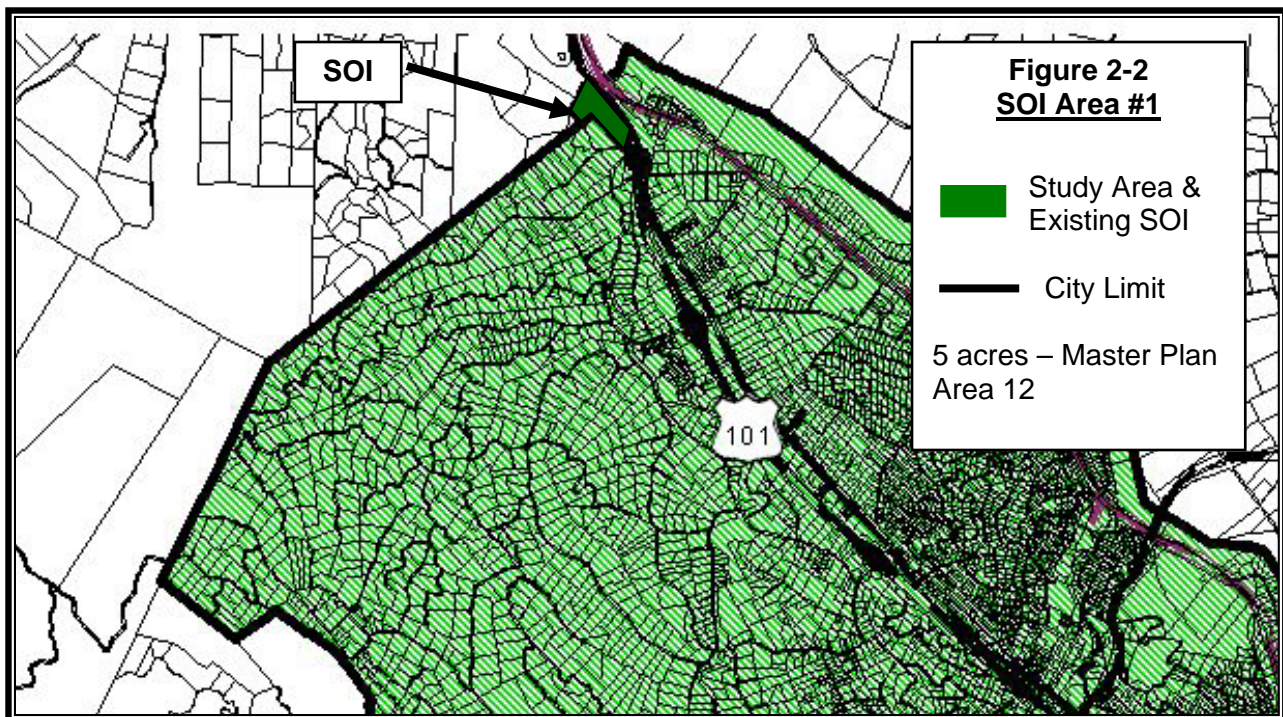 SOI
Figure 2-2
SOI Area #1
Study Area &
Existing SOI
City Limit
5 acres – Master Plan
Area 12
101